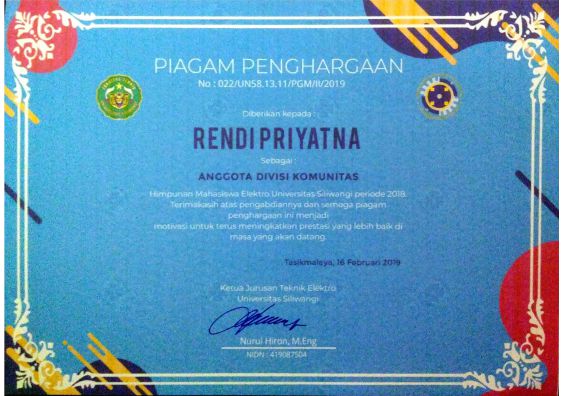 PIAGAM PENGHARGAAN
No : 022/UNS8.13.11/PGM/II/2019
Diberikan kepada :
RENDI PRIYATNA
Sebagai :
ANGGOTA DIVISI KOMUNITAS
Himpunan Mahasiswa Elektro Universitas Siliwangi periode 2018.
Terimakasih atas pengabdiannya dan semoga piagam
penghargaan ini menjadi
motivasi untuk terus meningkatkan prestasi yang lebih baik di
masa yang akan datang.
Tasikmalaya, 16 Februari 2019
Ketua Jurusan Teknik Elektro
Universitas Siliwangi
Nurul Hiron, M.Eng
NIDN : 419087504